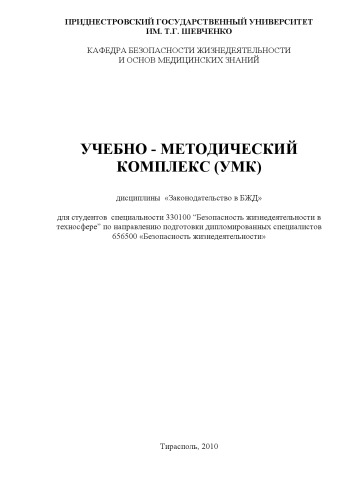 ПРИДНЕСТРОВСКИЙ ГОСУДАРСТВЕННЫЙ УНИВЕРСИТЕТ
ИМ. Т.Г. ШЕВЧЕНКО
КАФЕДРА БЕЗОПАСНОСТИ ЖИЗНЕДЕЯТЕЛЬНОСТИ
И ОСНОВ МЕДИЦИНСКИХ ЗНАНИЙ
УЧЕБНО - МЕТОДИЧЕСКИЙ
КОМПЛЕКС (УМК)
дисциплины «Законодательство в БЖД»
для студентов специальности 330100 "Безопасность жизнедеятельности в
техносфере" по направлению подготовки дипломированных специалистов
656500 «Безопасность жизнедеятельности»
Тирасполь, 2010